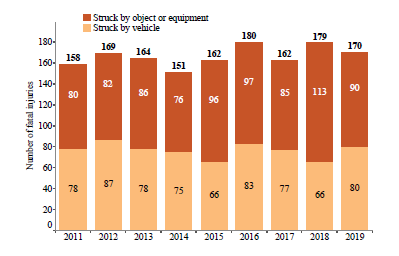 Struck by object or equipment
Struck by vehicle
Number of fatal injuries
180
160
140
120
100
80
60
40
20
0
158 169 164 151 162 180 162 179 170
80 82 86 76 96 97 85 113 90
78 87 78 75 66 83 77 66 80
2011 2012 2013 2014 2015 2016 2017 2018 2019